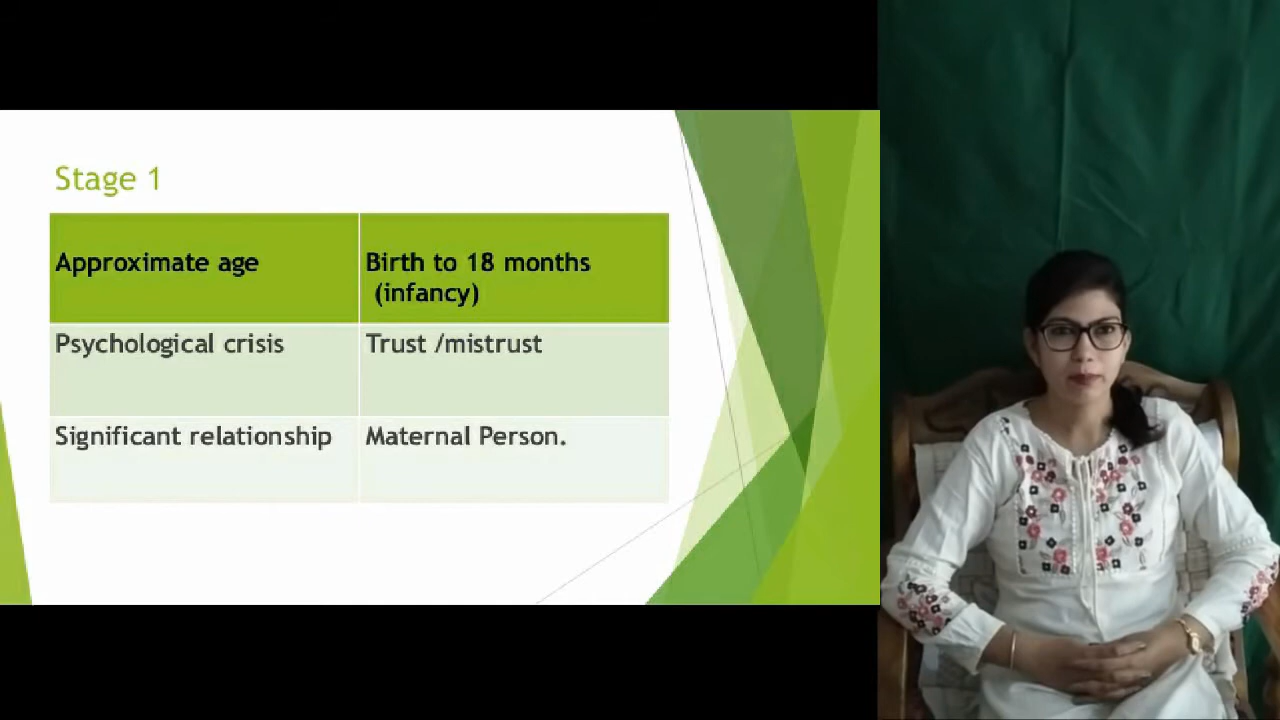 Stage 1
Approximate age
Birth to 18 months
(infancy)
Psychological crisis
Trust /mistrust
Significant relationship
Maternal Person.